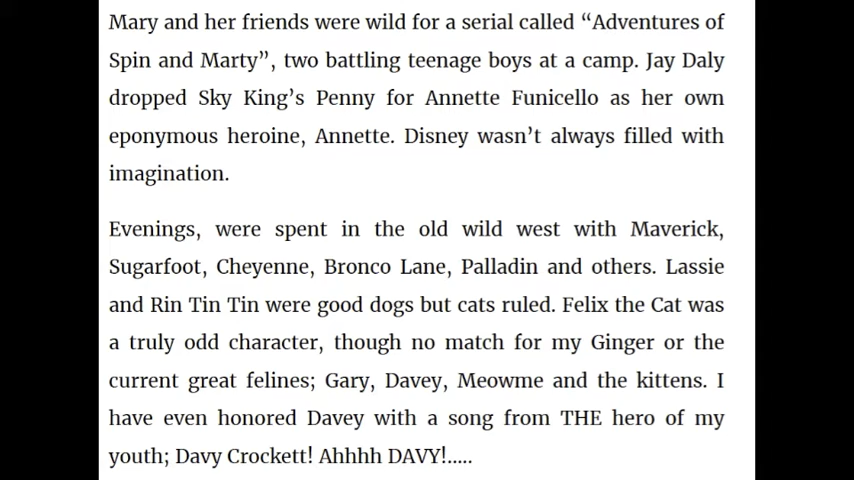 Mary and her friends were wild for a serial called “Adventures of
Spin and Marty”, two battling teenage boys at a camp. Jay Daly
dropped Sky King’s Penny for Annette Funicello as her own
eponymous heroine, Annette. Disney wasn’t always filled with
imagination.
Evenings, were spent in the old wild west with Maverick,
Sugarfoot, Cheyenne, Bronco Lane, Palladin and others. Lassie
and Rin Tin Tin were good dogs but cats ruled. Felix the Cat was
a truly odd character, though no match for my Ginger or the
current great felines; Gary, Davey, Meowme and the kittens. I
have even honored Davey with a song from THE hero of my
youth; Davy Crockett! Ahhhh DAVY!.....